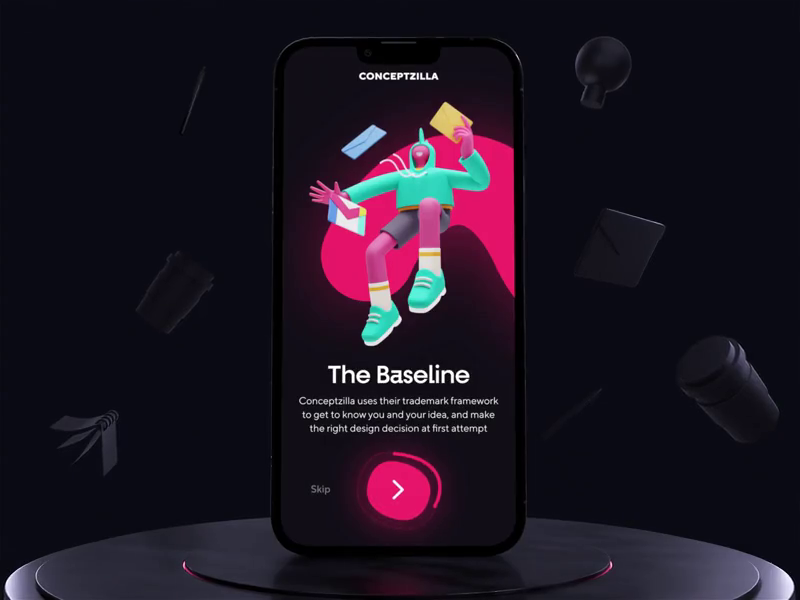 CONCEPTZILLA
The Baseline
Conceptzilla uses their trademark framework
to get to know you and your idea, and make
the right design decision at first attempt
Skip